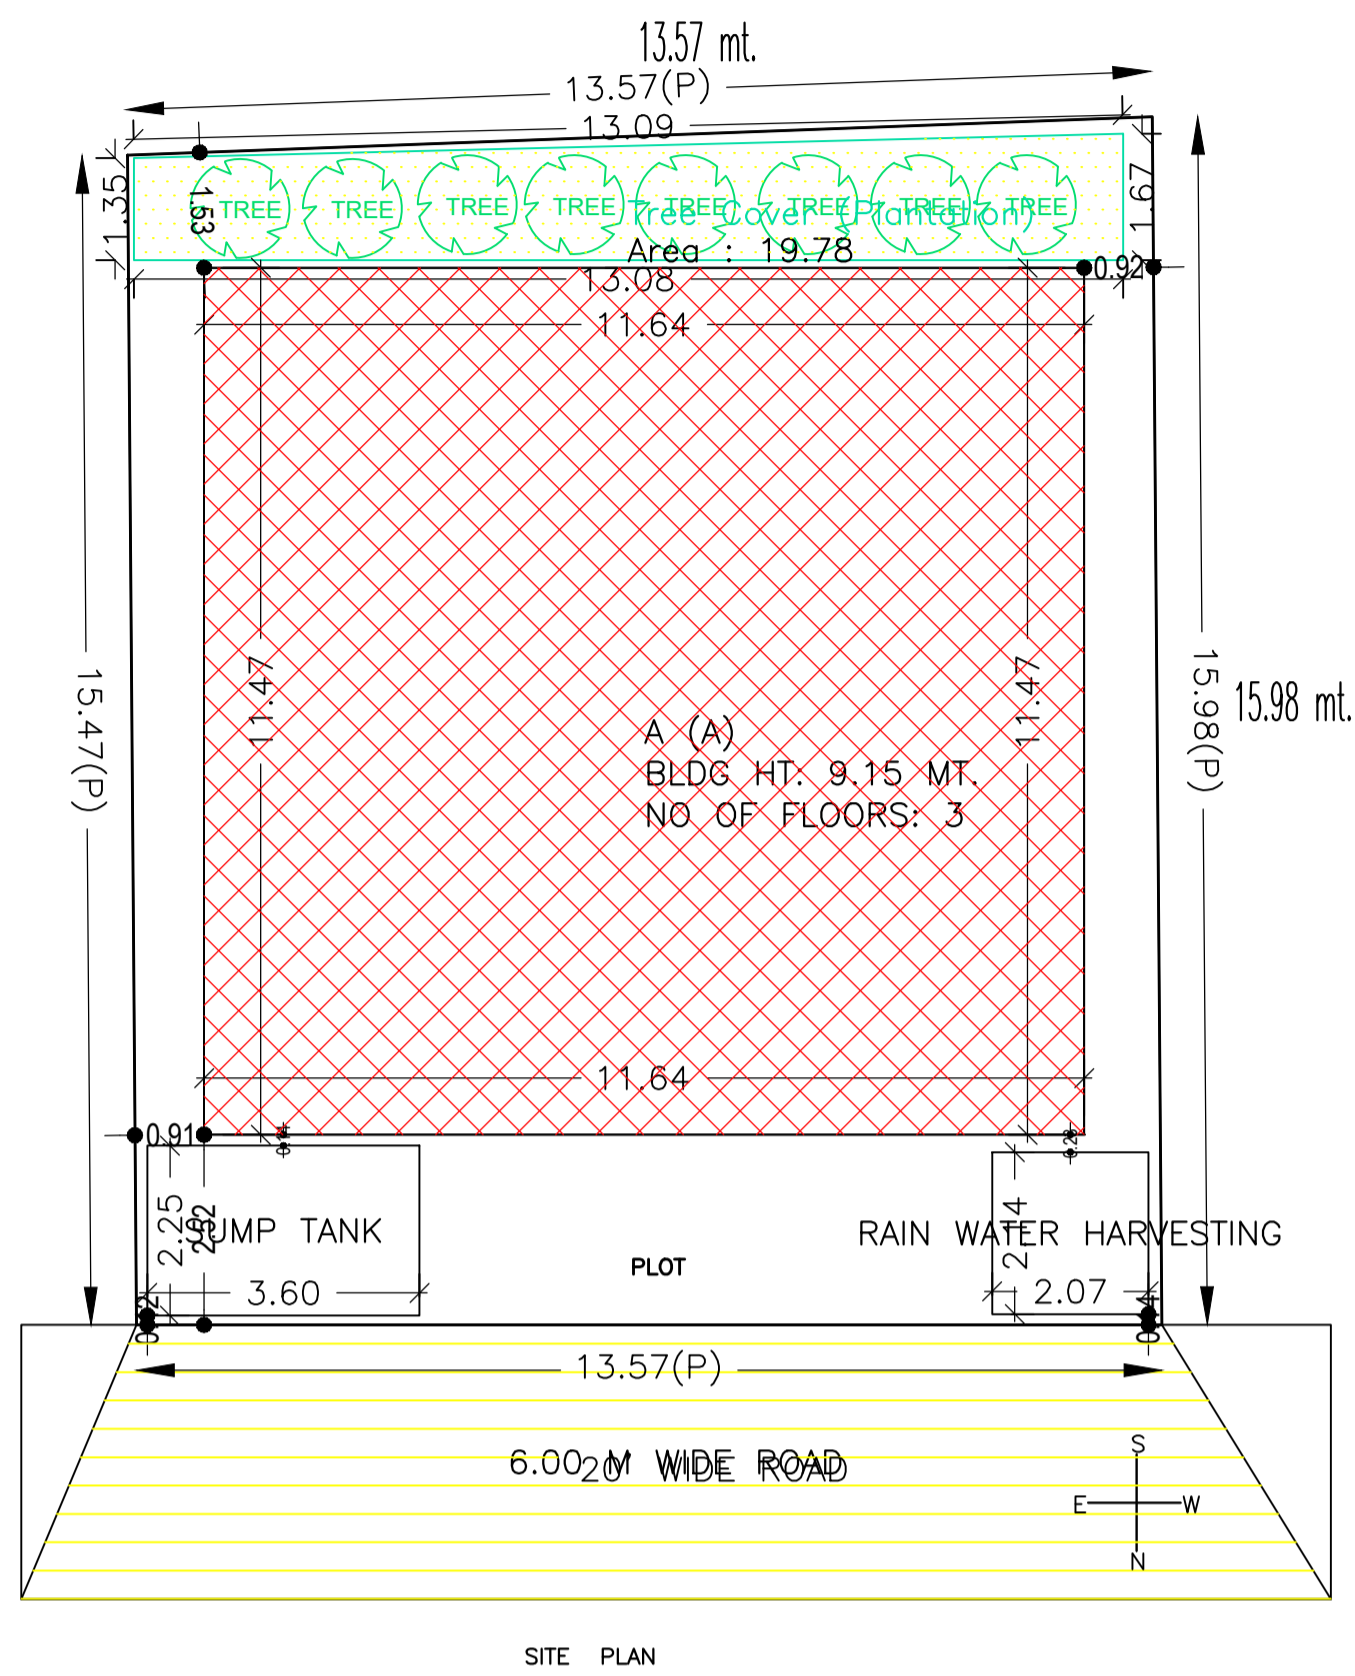 13.57 mt.
13.57(P)
13.09
1.35
1.53
1.67
TREE TREE TREE TREE TREE TREE TREE TREE
Tree Cover (Plantation)
Area : 19.78
0.92
13.08
11.64
11.47
11.47
15.47(P)
15.98(P)
15.98 mt.
A (A)
BLDG HT: 9.15 MT.
NO OF FLOORS: 3
11.64
0.91
2.25
2.52
SUMP TANK
2.14
RAIN WATER HARVESTING
PLOT
3.60
2.07
13.57(P)
6.00 M WIDE ROAD
20' WIDE ROAD
S
E W
N
SITE PLAN